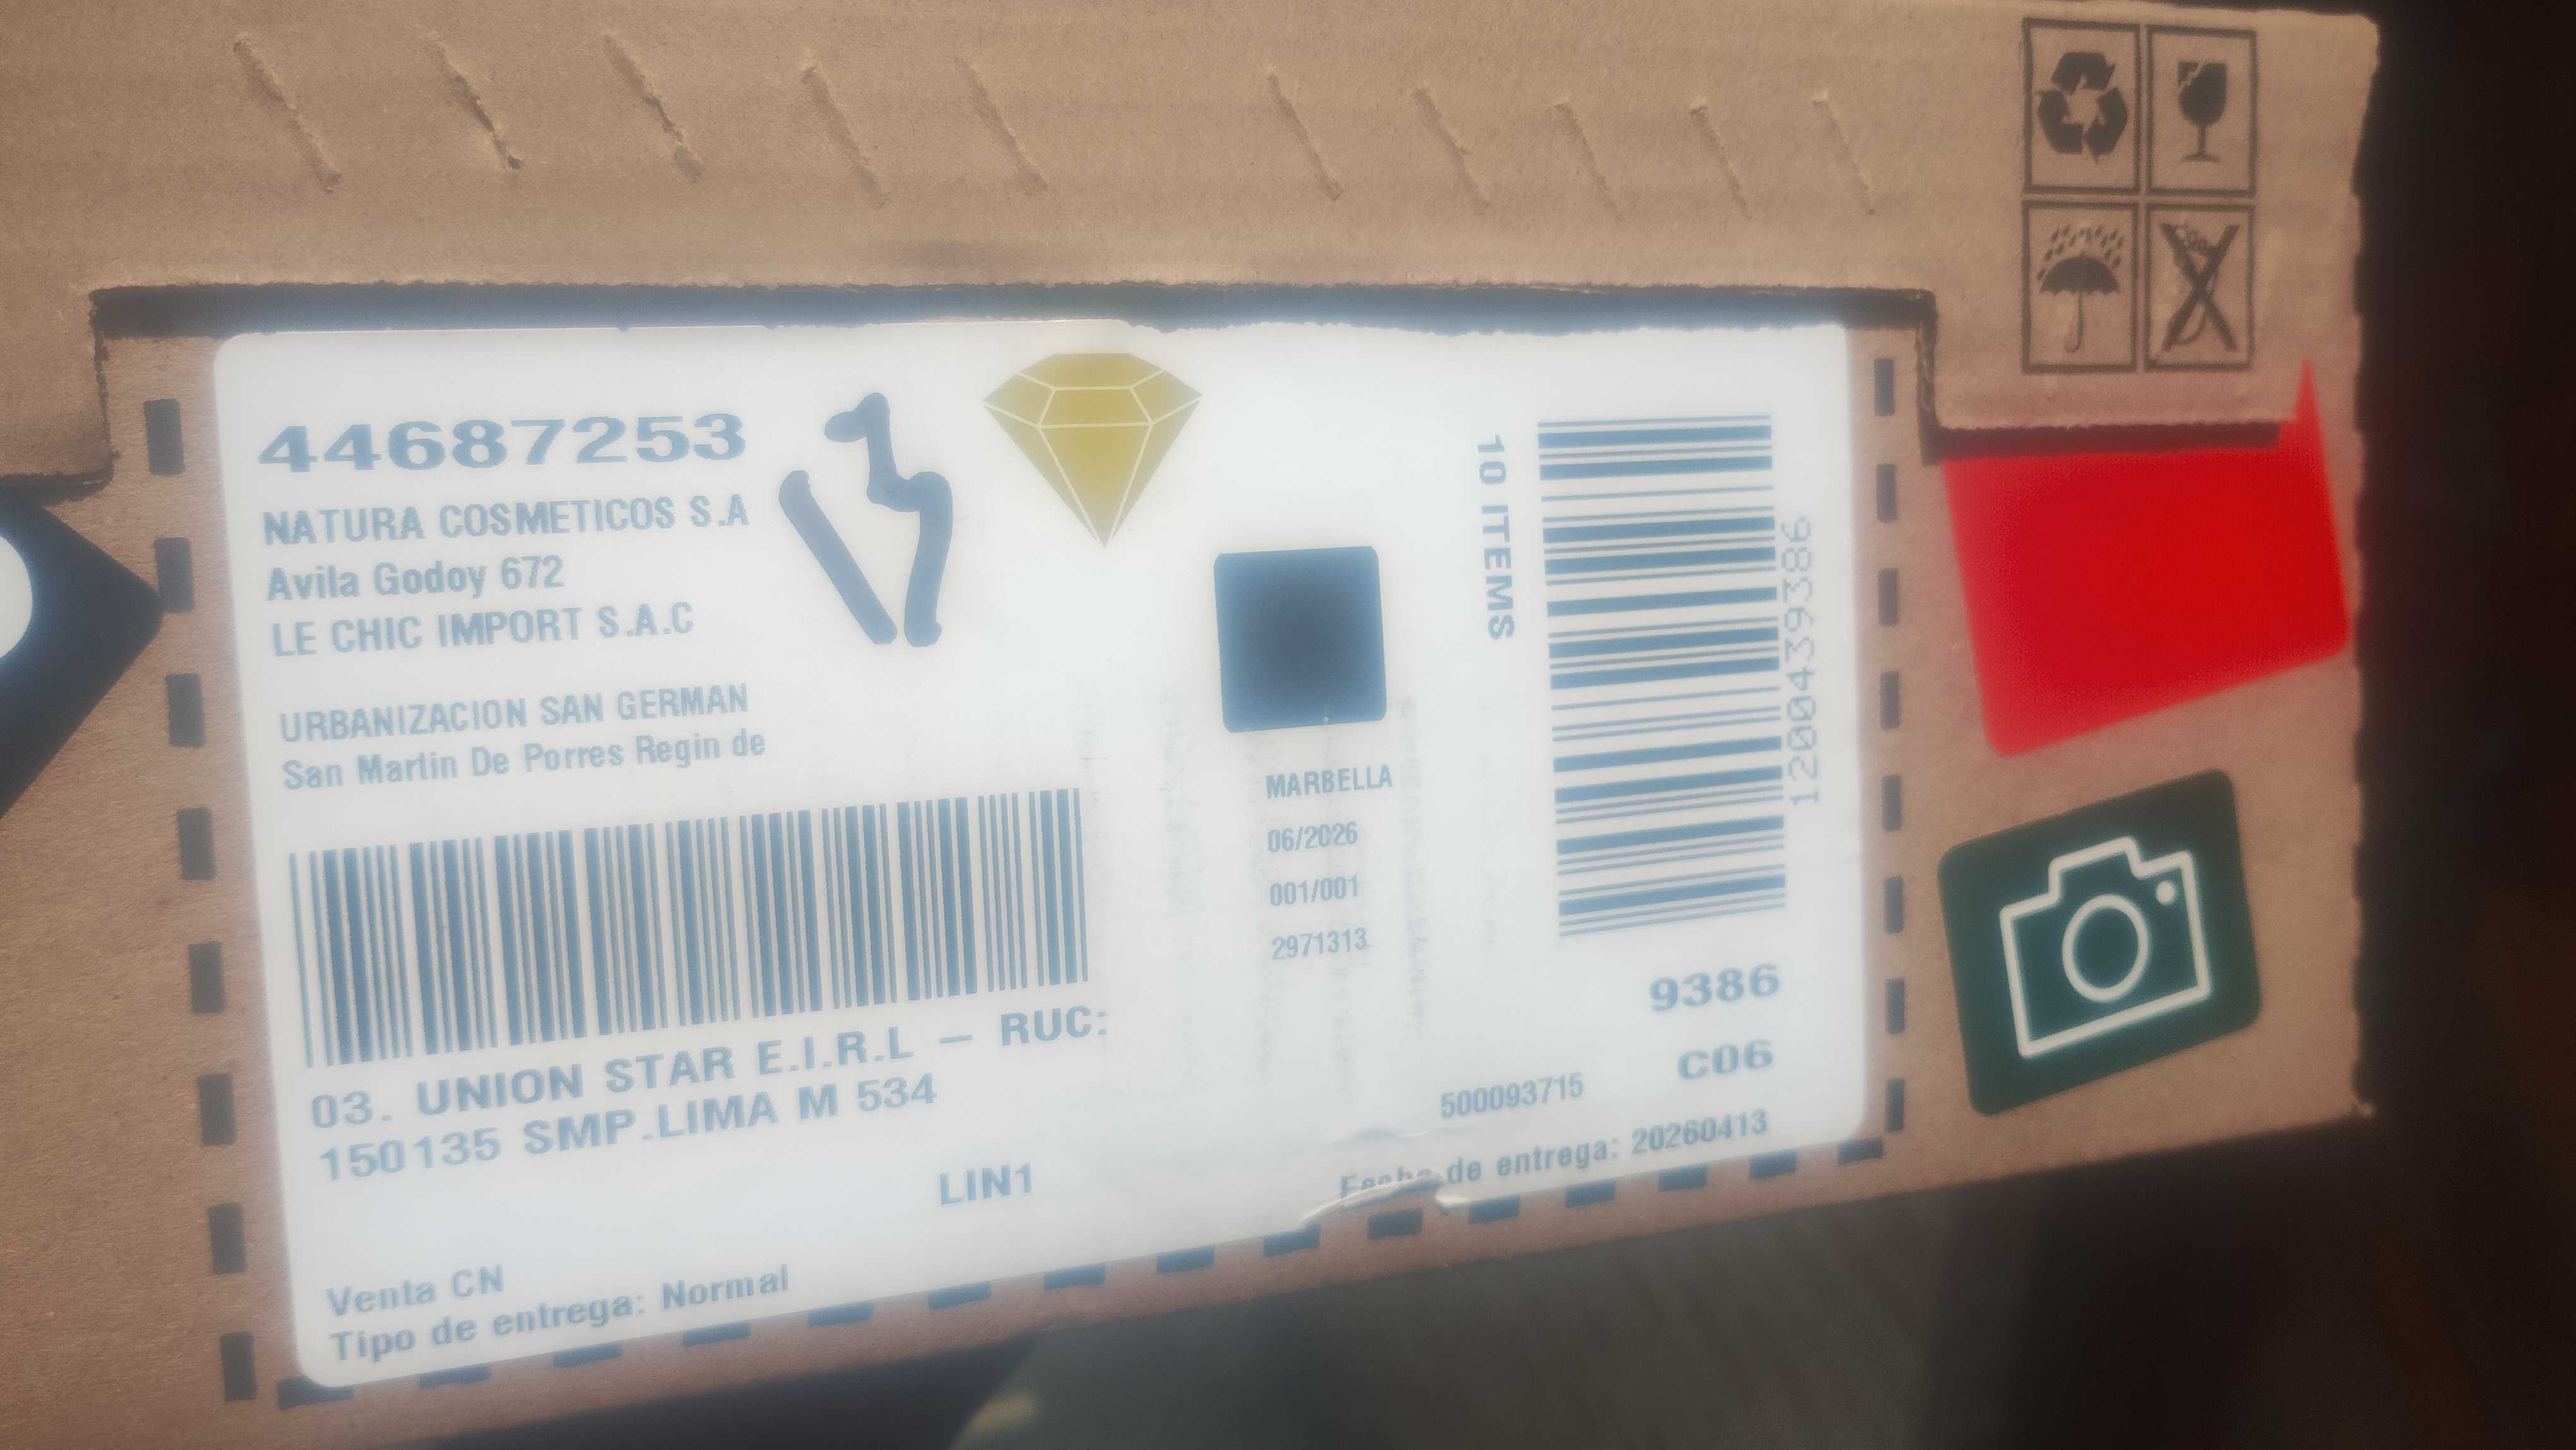 44687253
NATURA COSMETICOS S.A
Avila Godoy 672
LE CHIC IMPORT S.A.C
URBANIZACION SAN GERMAN
San Martin De Porres Regin de
03. UNION STAR E.I.R.L – RUC:
150135 SMP.LIMA M 534
LIN1
Venta CN
Tipo de entrega: Normal
MARBELLA
06/2026
001/001
2971313
10 ITEMS
1200439386
9386
C06
500093715
Fecha de entrega: 20260413